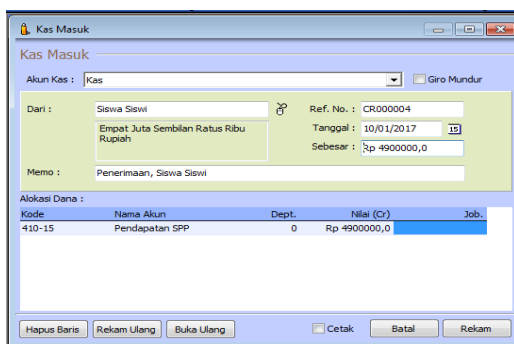 Kas Masuk
Kas Masuk
Akun Kas : Kas Giro Mundur
Dari : Siswa Siswi Ref. No. : CR000004
Empat Juta Sembilan Ratus Ribu Tanggal : 10/01/2017 15
Rupiah Sebesar : Rp 4900000,0
Memo : Penerimaan, Siswa Siswi
Alokasi Dana :
Kode Nama Akun Dept. Nilai (Cr) Job.
410-15 Pendapatan SPP 0 Rp 4900000,0
Hapus Baris Rekam Ulang Buka Ulang Cetak Batal Rekam